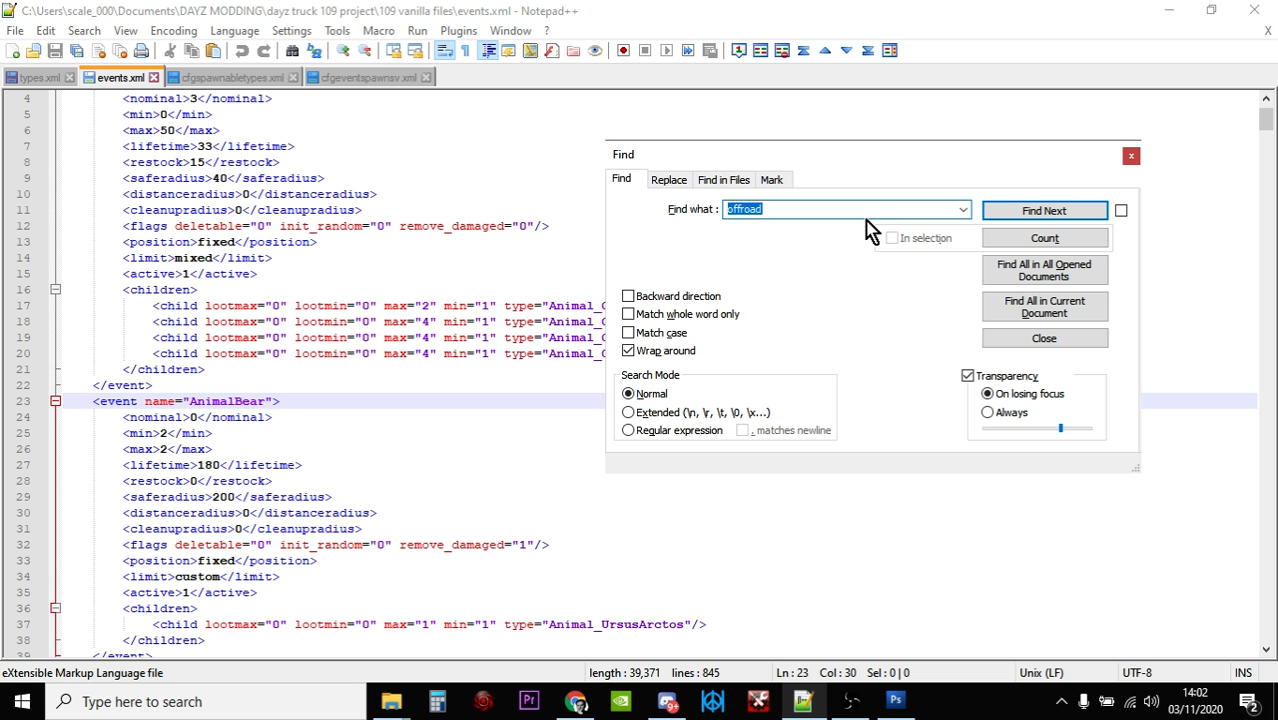 C:\Users\scale_000\Documents\DAYZ MODDING\dayz truck 109 project\109 vanilla files\events.xml - Notepad++
File Edit Search View Encoding Language Settings Tools Macro Run Plugins Window ? X
types.xml events.xml cfgspawnabletypes.xml cfgeventspawnsv.xml
4 <nominal>3</nominal>
5 <min>0</min>
6 <max>50</max>
7 <lifetime>33</lifetime>
8 <restock>15</restock>
9 <saferadius>40</saferadius>
10 <distanceradius>0</distanceradius>
11 <cleanupradius>0</cleanupradius>
12 <flags deletable="0" init_random="0" remove_damaged="0"/>
13 <position>fixed</position>
14 <limit>mixed</limit>
15 <active>1</active>
16 <children>
17 <child lootmax="0" lootmin="0" max="2" min="1" type="Animal_
18 <child lootmax="0" lootmin="0" max="4" min="1" type="Animal_
19 <child lootmax="0" lootmin="0" max="4" min="1" type="Animal_
20 <child lootmax="0" lootmin="0" max="4" min="1" type="Animal_
21 </children>
22 </event>
23 <event name="AnimalBear">
24 <nominal>0</nominal>
25 <min>2</min>
26 <max>2</max>
27 <lifetime>180</lifetime>
28 <restock>0</restock>
29 <saferadius>200</saferadius>
30 <distanceradius>0</distanceradius>
31 <cleanupradius>0</cleanupradius>
32 <flags deletable="0" init_random="0" remove_damaged="1"/>
33 <position>fixed</position>
34 <limit>custom</limit>
35 <active>1</active>
36 <children>
37 <child lootmax="0" lootmin="0" max="1" min="1" type="Animal_UrsusArctos"/>
38 </children>
39 </event>
Find
Find Replace Find in Files Mark
Find what : offroad Find Next
In selection Count
Find All in All Opened
Documents
Find All in Current
Document
Close
Backward direction
Match whole word only
Match case
Wrap around
Search Mode
Normal
Extended (\n, \r, \t, \0, \x...)
Regular expression . matches newline
Transparency
On losing focus
Always
eXtensible Markup Language file length : 39,371 lines : 845 Ln : 23 Col : 30 Sel : 0 | 0 Unix (LF) UTF-8 INS
Type here to search
14:02
03/11/2020